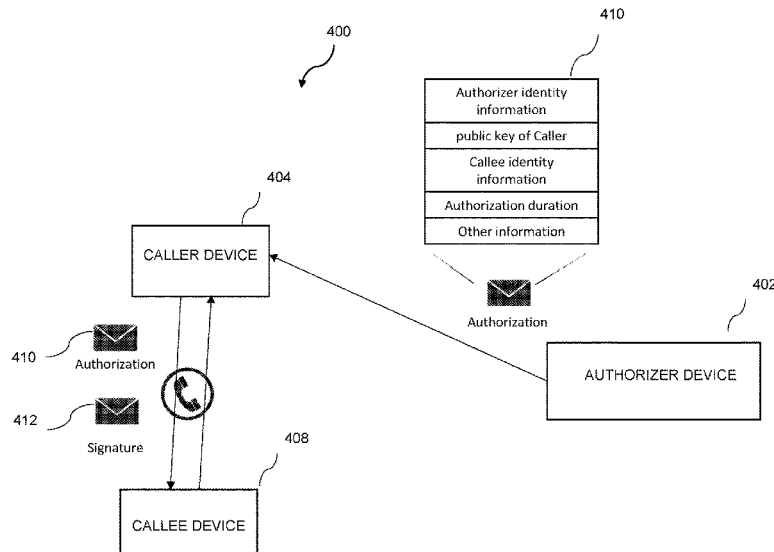 400
410
Authorizer identity
information
public key of Caller
Callee identity
information
Authorization duration
Other information
404
CALLER DEVICE
402
Authorization
AUTHORIZER DEVICE
410
Authorization
412
Signature
408
CALLEE DEVICE